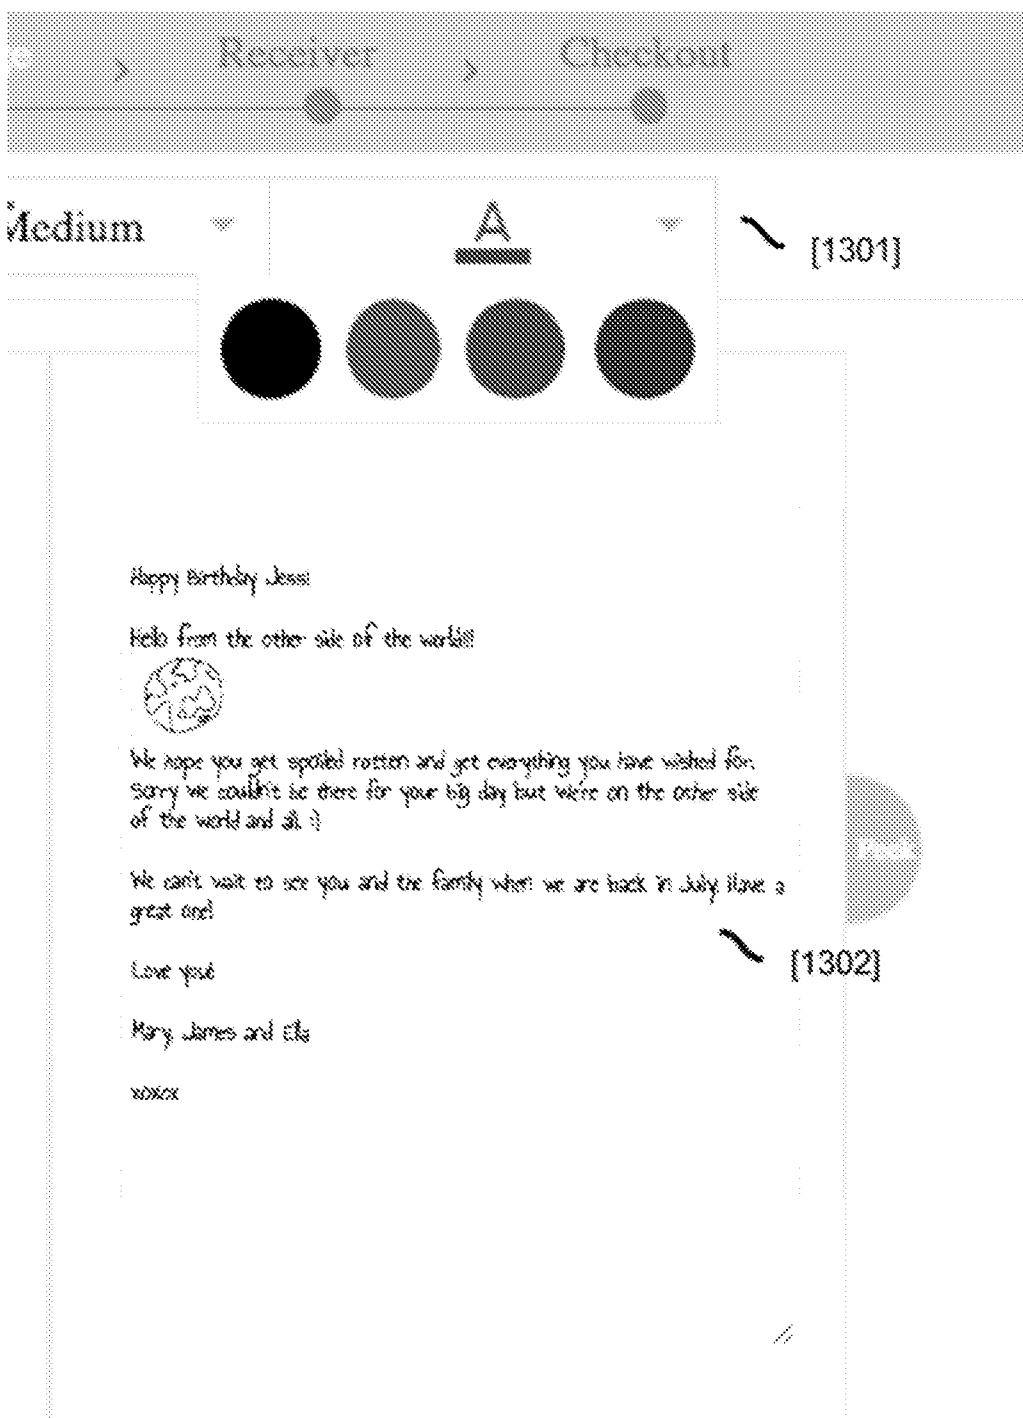 Receiver > Checkout
Medium
A
[1301]
Happy Birthday Jess!
Hello from the other side of the world!!
We hope you get spoiled rotten and get everything you have wished for.
Sorry we couldn't be there for your big day but we're on the other side
of the world and all. :)
We can't wait to see you and the family when we are back in July. Have a
great one!
[1302]
Love you!
Mary, James and Ella
xoxox